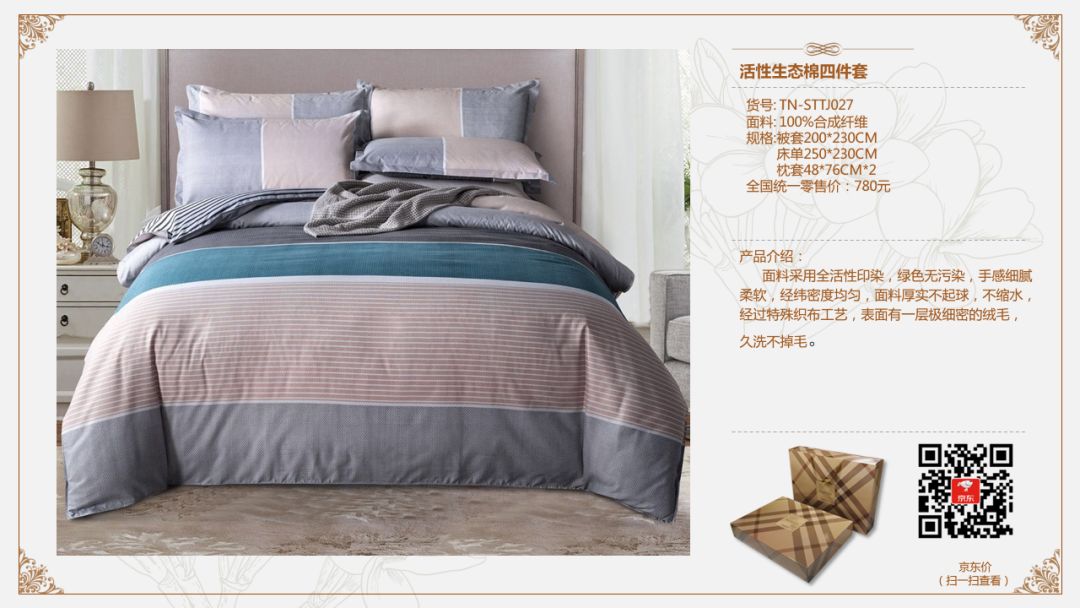 活性生态棉四件套
货号: TN-STTJ027
面料: 100%合成纤维
规格:被套200*230CM
床单250*230CM
枕套48*76CM*2
全国统一零售价：780元
产品介绍：
面料采用全活性印染，绿色无污染，手感细腻
柔软，经纬密度均匀，面料厚实不起球，不缩水，
经过特殊织布工艺，表面有一层极细密的绒毛，
久洗不掉毛。
京东
京东价
（扫一扫查看）